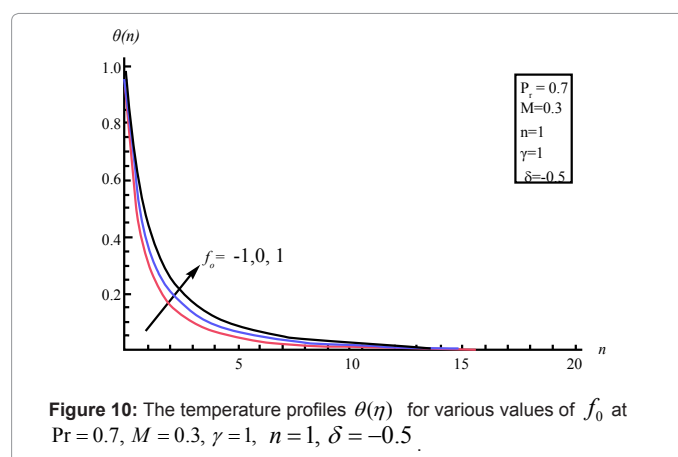 θ(n)
1.0
0.8
0.6
0.4
0.2
5
10
15
20
n
f₀= -1,0, 1
Pᵣ = 0.7
M=0.3
n=1
γ=1
δ=-0.5
Figure 10: The temperature profiles θ(η) for various values of f₀ at
Pr = 0.7, M = 0.3, γ = 1, n = 1, δ = −0.5 .